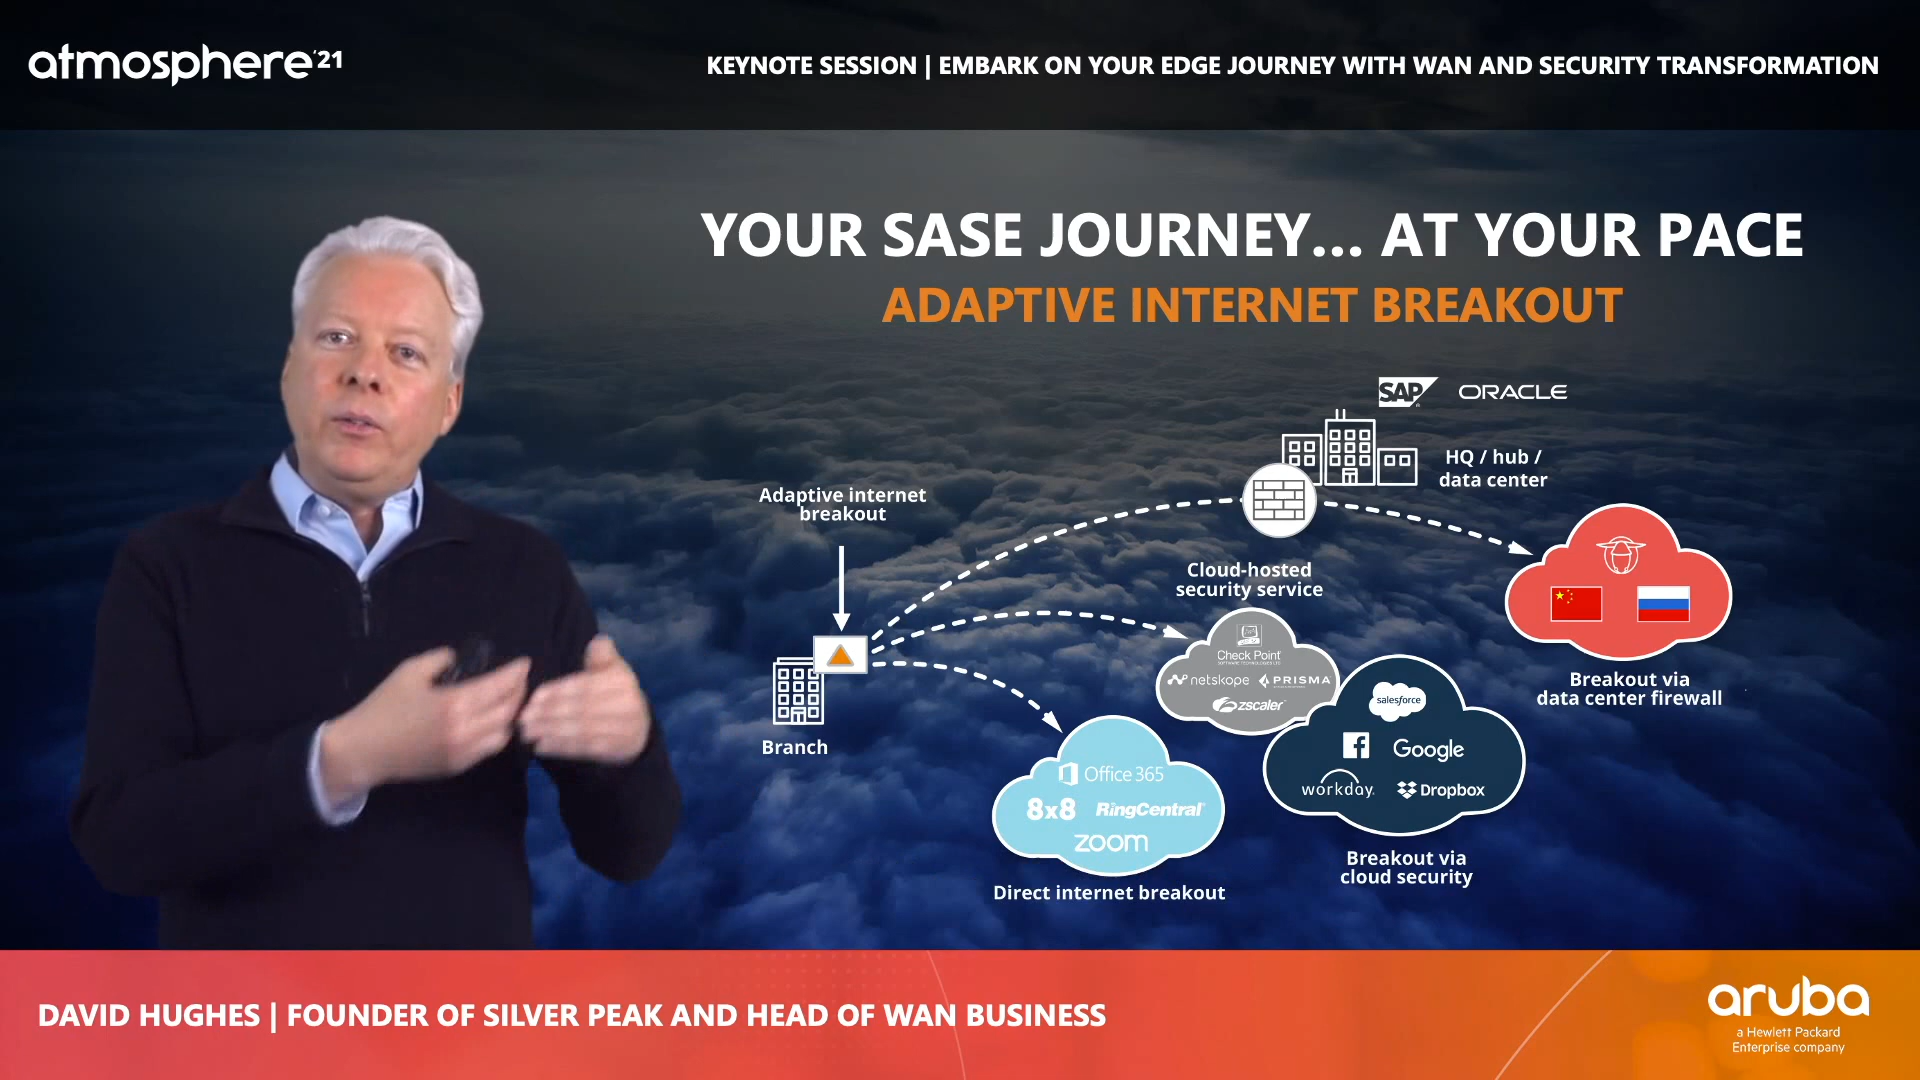 atmosphere'21
KEYNOTE SESSION | EMBARK ON YOUR EDGE JOURNEY WITH WAN AND SECURITY TRANSFORMATION
YOUR SASE JOURNEY... AT YOUR PACE
ADAPTIVE INTERNET BREAKOUT
SAP ORACLE
HQ / hub /
data center
Adaptive internet
breakout
Cloud-hosted
security service
Check Point
SOFTWARE TECHNOLOGIES LTD
netskope PRISMA
zscaler
Breakout via
data center firewall
Branch
salesforce
Google
workday. Dropbox
Office 365
8x8 RingCentral
zoom
Breakout via
cloud security
Direct internet breakout
DAVID HUGHES | FOUNDER OF SILVER PEAK AND HEAD OF WAN BUSINESS
aruba
a Hewlett Packard
Enterprise company